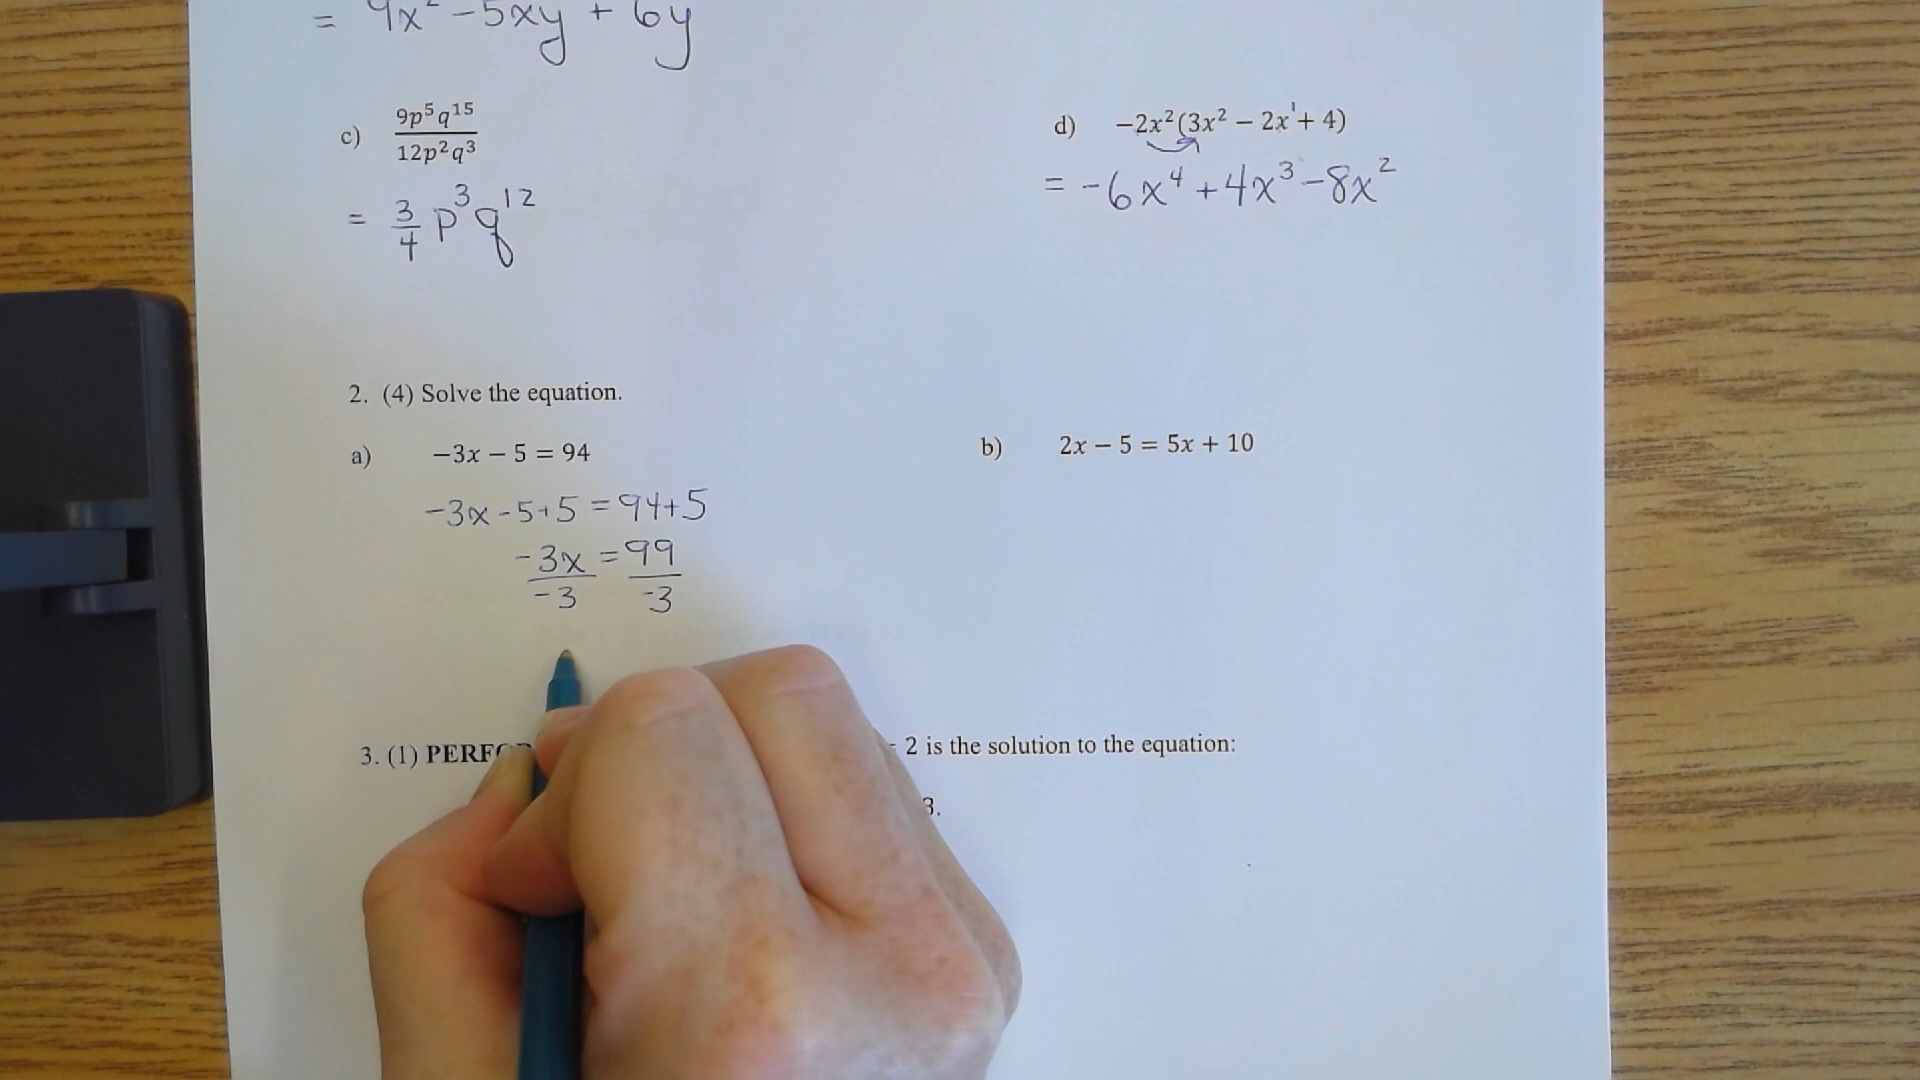 = 9x² - 5xy + 6y
c) 9p⁵q¹⁵ / 12p²q³
= 3/4 p³q¹²
d) −2x²(3x² − 2x¹ + 4)
= -6x⁴ + 4x³ - 8x²
2. (4) Solve the equation.
a) −3x − 5 = 94
-3x - 5 + 5 = 94 + 5
-3x = 99
-3 -3
b) 2x − 5 = 5x + 10
3. (1) 2 is the solution to the equation:
3.